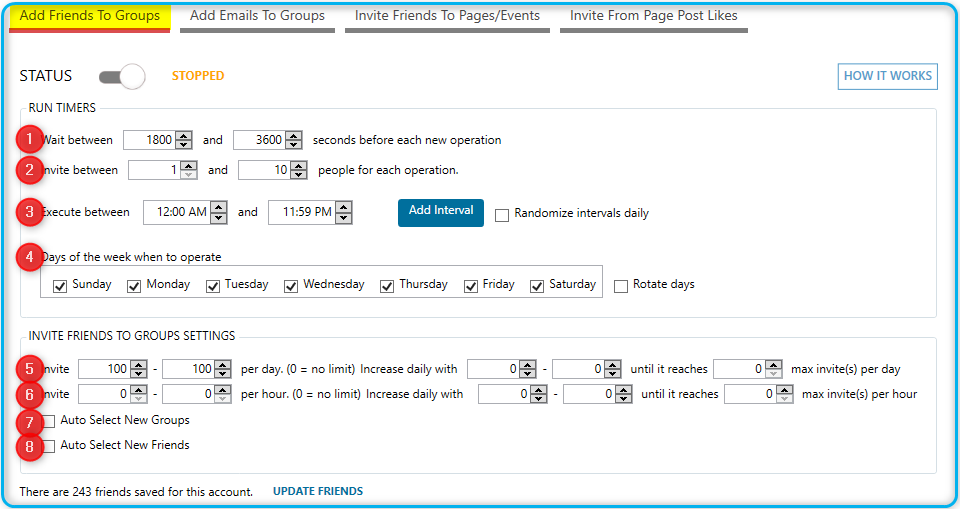 Add Friends To Groups Add Emails To Groups Invite Friends To Pages/Events Invite From Page Post Likes
STATUS STOPPED HOW IT WORKS
RUN TIMERS
1 Wait between 1800 and 3600 seconds before each new operation
2 Invite between 1 and 10 people for each operation.
3 Execute between 12:00 AM and 11:59 PM Add Interval Randomize intervals daily
4 Days of the week when to operate
Sunday Monday Tuesday Wednesday Thursday Friday Saturday Rotate days
INVITE FRIENDS TO GROUPS SETTINGS
5 Invite 100 - 100 per day. (0 = no limit) Increase daily with 0 - 0 until it reaches 0 max invite(s) per day
6 Invite 0 - 0 per hour. (0 = no limit) Increase daily with 0 - 0 until it reaches 0 max invite(s) per hour
7 Auto Select New Groups
8 Auto Select New Friends
There are 243 friends saved for this account. UPDATE FRIENDS